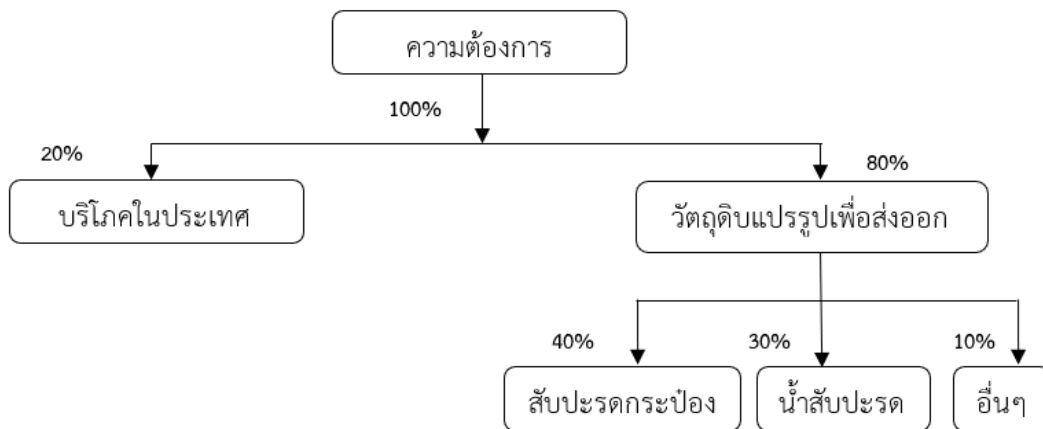 ความต้องการ
100%
20%
80%
บริโภคในประเทศ
วัตถุดิบแปรรูปเพื่อส่งออก
40%
30%
10%
สับปะรดกระป๋อง
น้ำสับปะรด
อื่นๆ